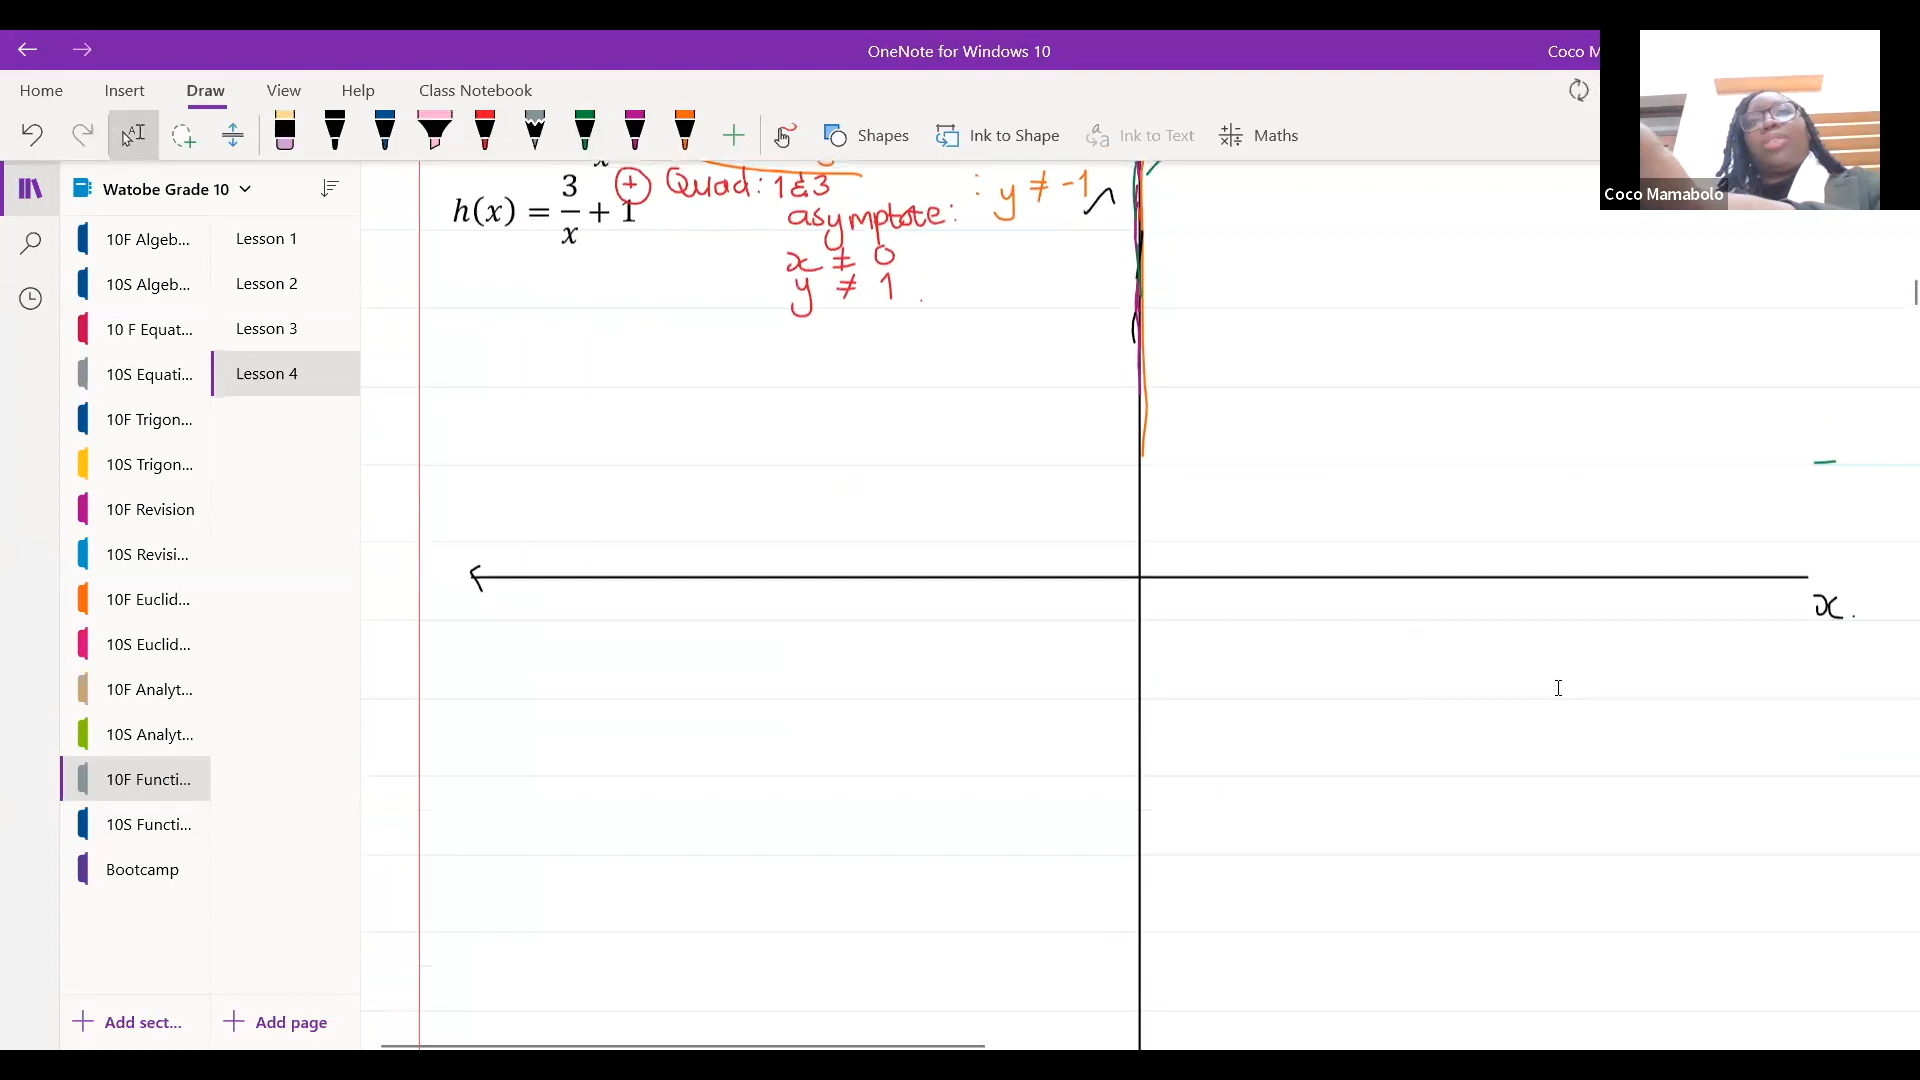 OneNote for Windows 10
Coco M
Home Insert Draw View Help Class Notebook
Shapes Ink to Shape Ink to Text Maths
Coco Mamabolo
Watobe Grade 10
10F Algeb...
10S Algeb...
10 F Equat...
10S Equati...
10F Trigon...
10S Trigon...
10F Revision
10S Revisi...
10F Euclid...
10S Euclid...
10F Analyt...
10S Analyt...
10F Functi...
10S Functi...
Bootcamp
Add sect...
Lesson 1
Lesson 2
Lesson 3
Lesson 4
Add page
h(x) = 3/x + 1
+ Quad: 1&3
: y ≠ -1
asymptote:
x ≠ 0
y ≠ 1
x.